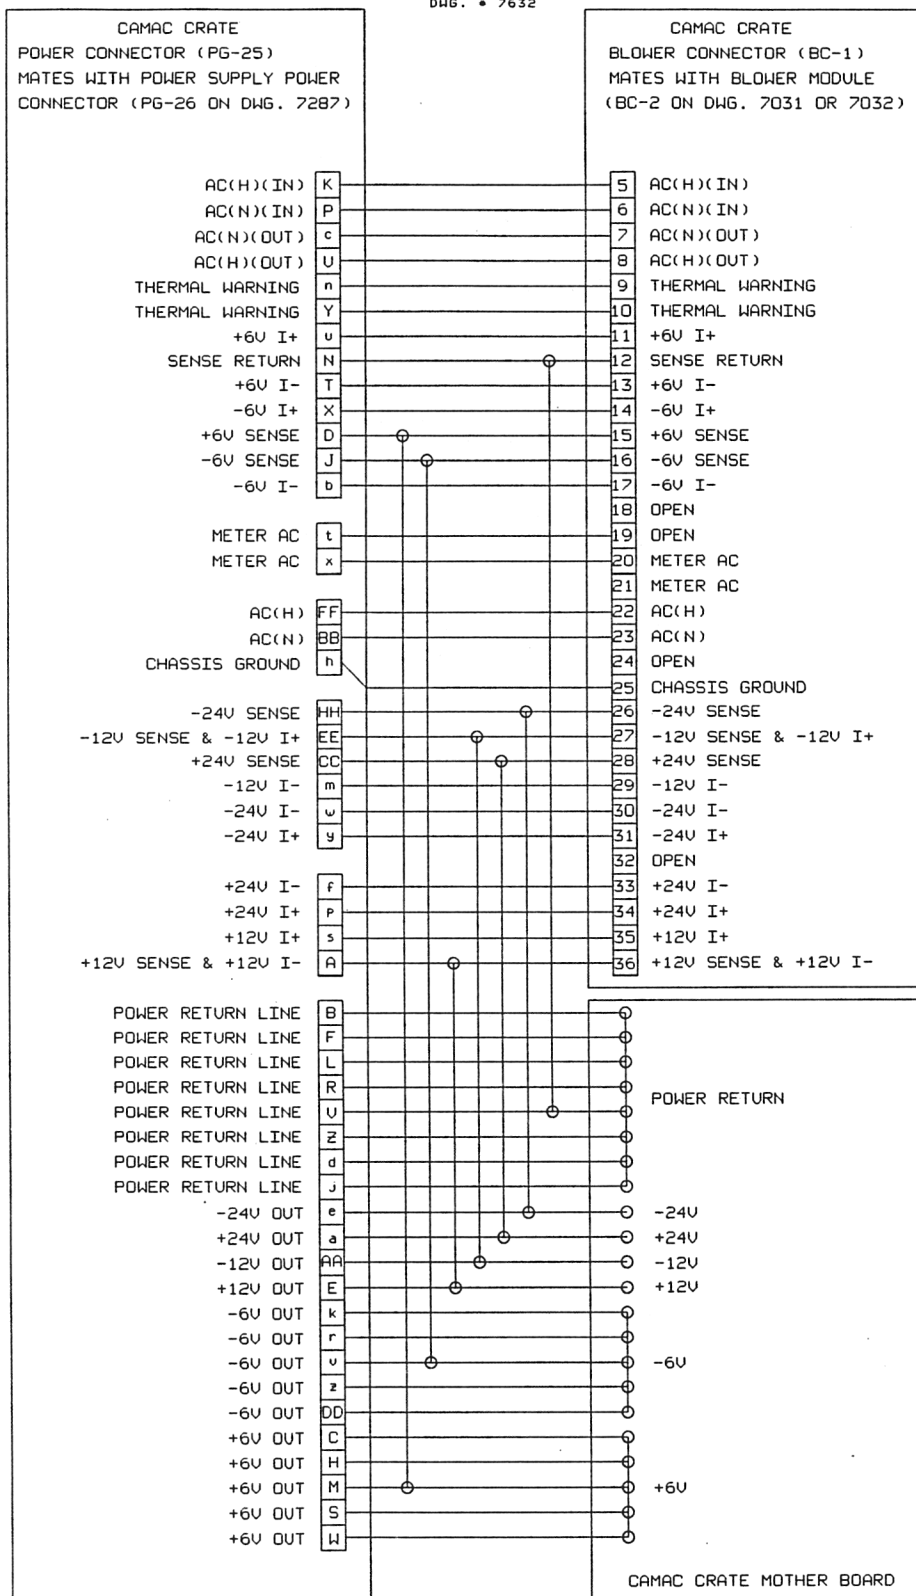 DWG. • 7632
CAMAC CRATE
POWER CONNECTOR (PG-25)
MATES WITH POWER SUPPLY POWER
CONNECTOR (PG-26 ON DWG. 7287)
CAMAC CRATE
BLOWER CONNECTOR (BC-1)
MATES WITH BLOWER MODULE
(BC-2 ON DWG. 7031 OR 7032)
AC(H)(IN) K 5 AC(H)(IN)
AC(N)(IN) P 6 AC(N)(IN)
AC(N)(OUT) c 7 AC(N)(OUT)
AC(H)(OUT) U 8 AC(H)(OUT)
THERMAL WARNING n 9 THERMAL WARNING
THERMAL WARNING Y 10 THERMAL WARNING
+6V I+ u 11 +6V I+
SENSE RETURN N 12 SENSE RETURN
+6V I- T 13 +6V I-
-6V I+ X 14 -6V I+
+6V SENSE D 15 +6V SENSE
-6V SENSE J 16 -6V SENSE
-6V I- b 17 -6V I-
18 OPEN
METER AC t 19 OPEN
METER AC x 20 METER AC
21 METER AC
AC(H) FF 22 AC(H)
AC(N) BB 23 AC(N)
CHASSIS GROUND h 24 OPEN
25 CHASSIS GROUND
-24V SENSE HH 26 -24V SENSE
-12V SENSE & -12V I+ EE 27 -12V SENSE & -12V I+
+24V SENSE CC 28 +24V SENSE
-12V I- m 29 -12V I-
-24V I- w 30 -24V I-
-24V I+ y 31 -24V I+
32 OPEN
+24V I- f 33 +24V I-
+24V I+ P 34 +24V I+
+12V I+ s 35 +12V I+
+12V SENSE & +12V I- A 36 +12V SENSE & +12V I-
POWER RETURN LINE B
POWER RETURN LINE F
POWER RETURN LINE L
POWER RETURN LINE R
POWER RETURN
POWER RETURN LINE V
POWER RETURN LINE Z
POWER RETURN LINE d
POWER RETURN LINE j
-24V OUT e -24V
+24V OUT a +24V
-12V OUT AA -12V
+12V OUT E +12V
-6V OUT k
-6V OUT r
-6V OUT v -6V
-6V OUT z
-6V OUT DD
+6V OUT C
+6V OUT H
+6V OUT M +6V
+6V OUT S
+6V OUT W
CAMAC CRATE MOTHER BOARD